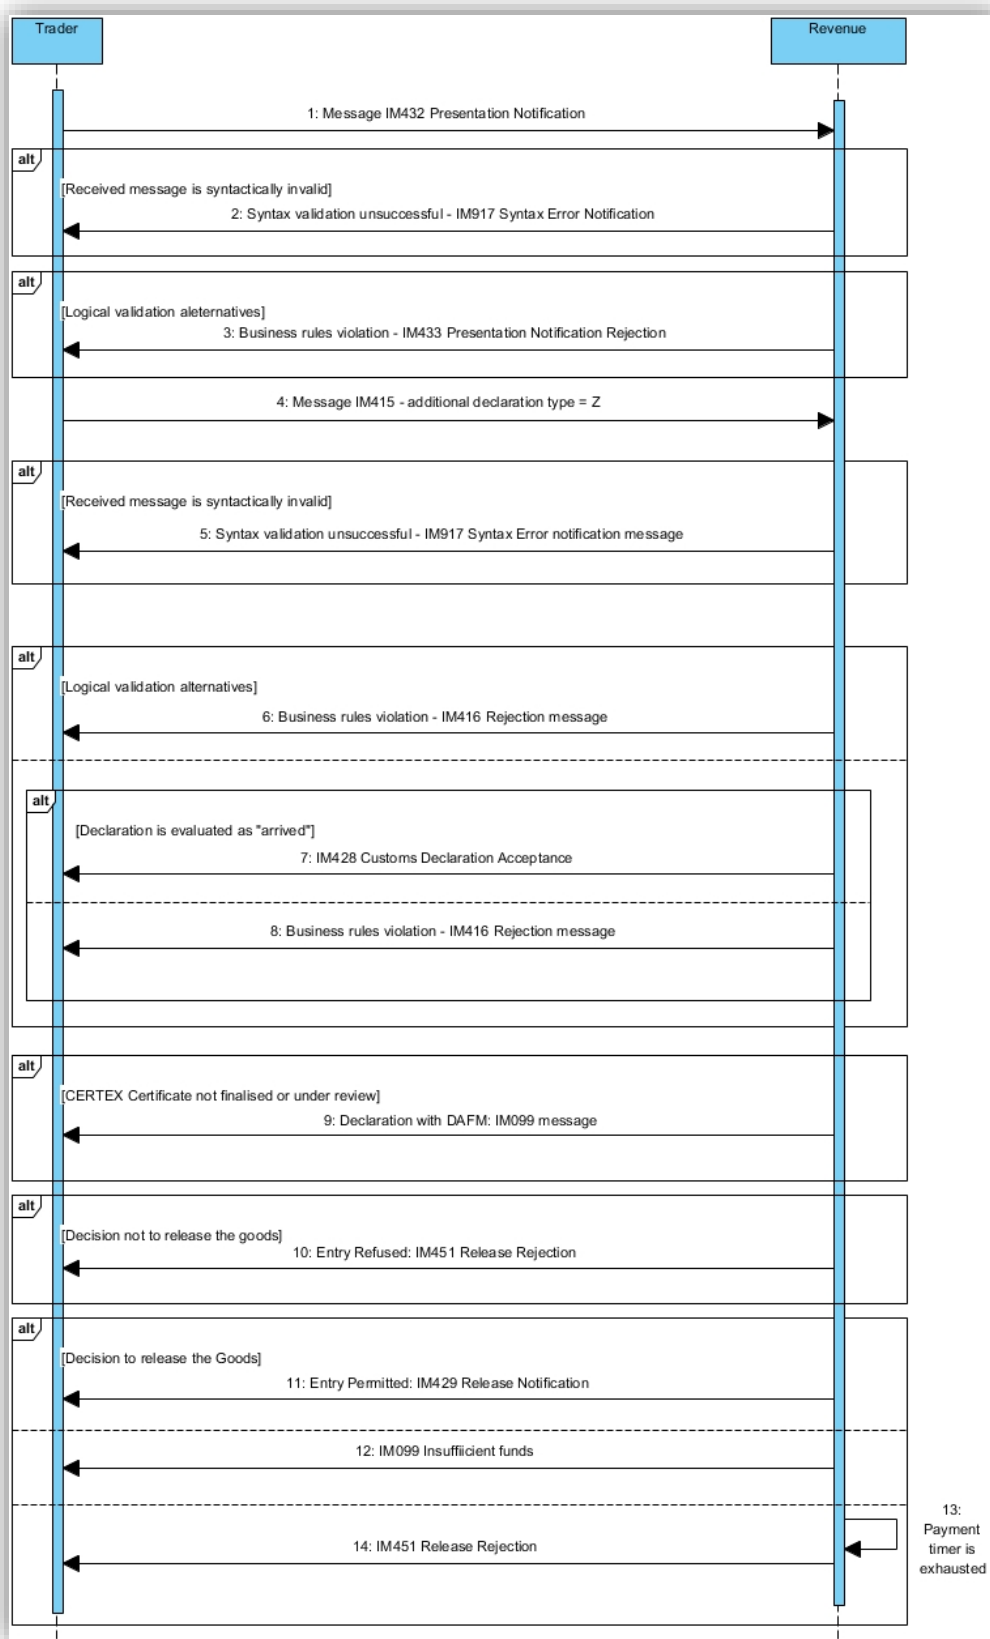 Trader
Revenue
1: Message IM432 Presentation Notification
alt
[Received message is syntactically invalid]
2: Syntax validation unsuccessful - IM917 Syntax Error Notification
alt
[Logical validation aleternatives]
3: Business rules violation - IM433 Presentation Notification Rejection
4: Message IM415 - additional declaration type = Z
alt
[Received message is syntactically invalid]
5: Syntax validation unsuccessful - IM917 Syntax Error notification message
alt
[Logical validation alternatives]
6: Business rules violation - IM416 Rejection message
alt
[Declaration is evaluated as "arrived"]
7: IM428 Customs Declaration Acceptance
8: Business rules violation - IM416 Rejection message
alt
[CERTEX Certificate not finalised or under review]
9: Declaration with DAFM: IM099 message
alt
[Decision not to release the goods]
10: Entry Refused: IM451 Release Rejection
alt
[Decision to release the Goods]
11: Entry Permitted: IM429 Release Notification
12: IM099 Insuffiicient funds
13:
Payment
timer is
exhausted
14: IM451 Release Rejection